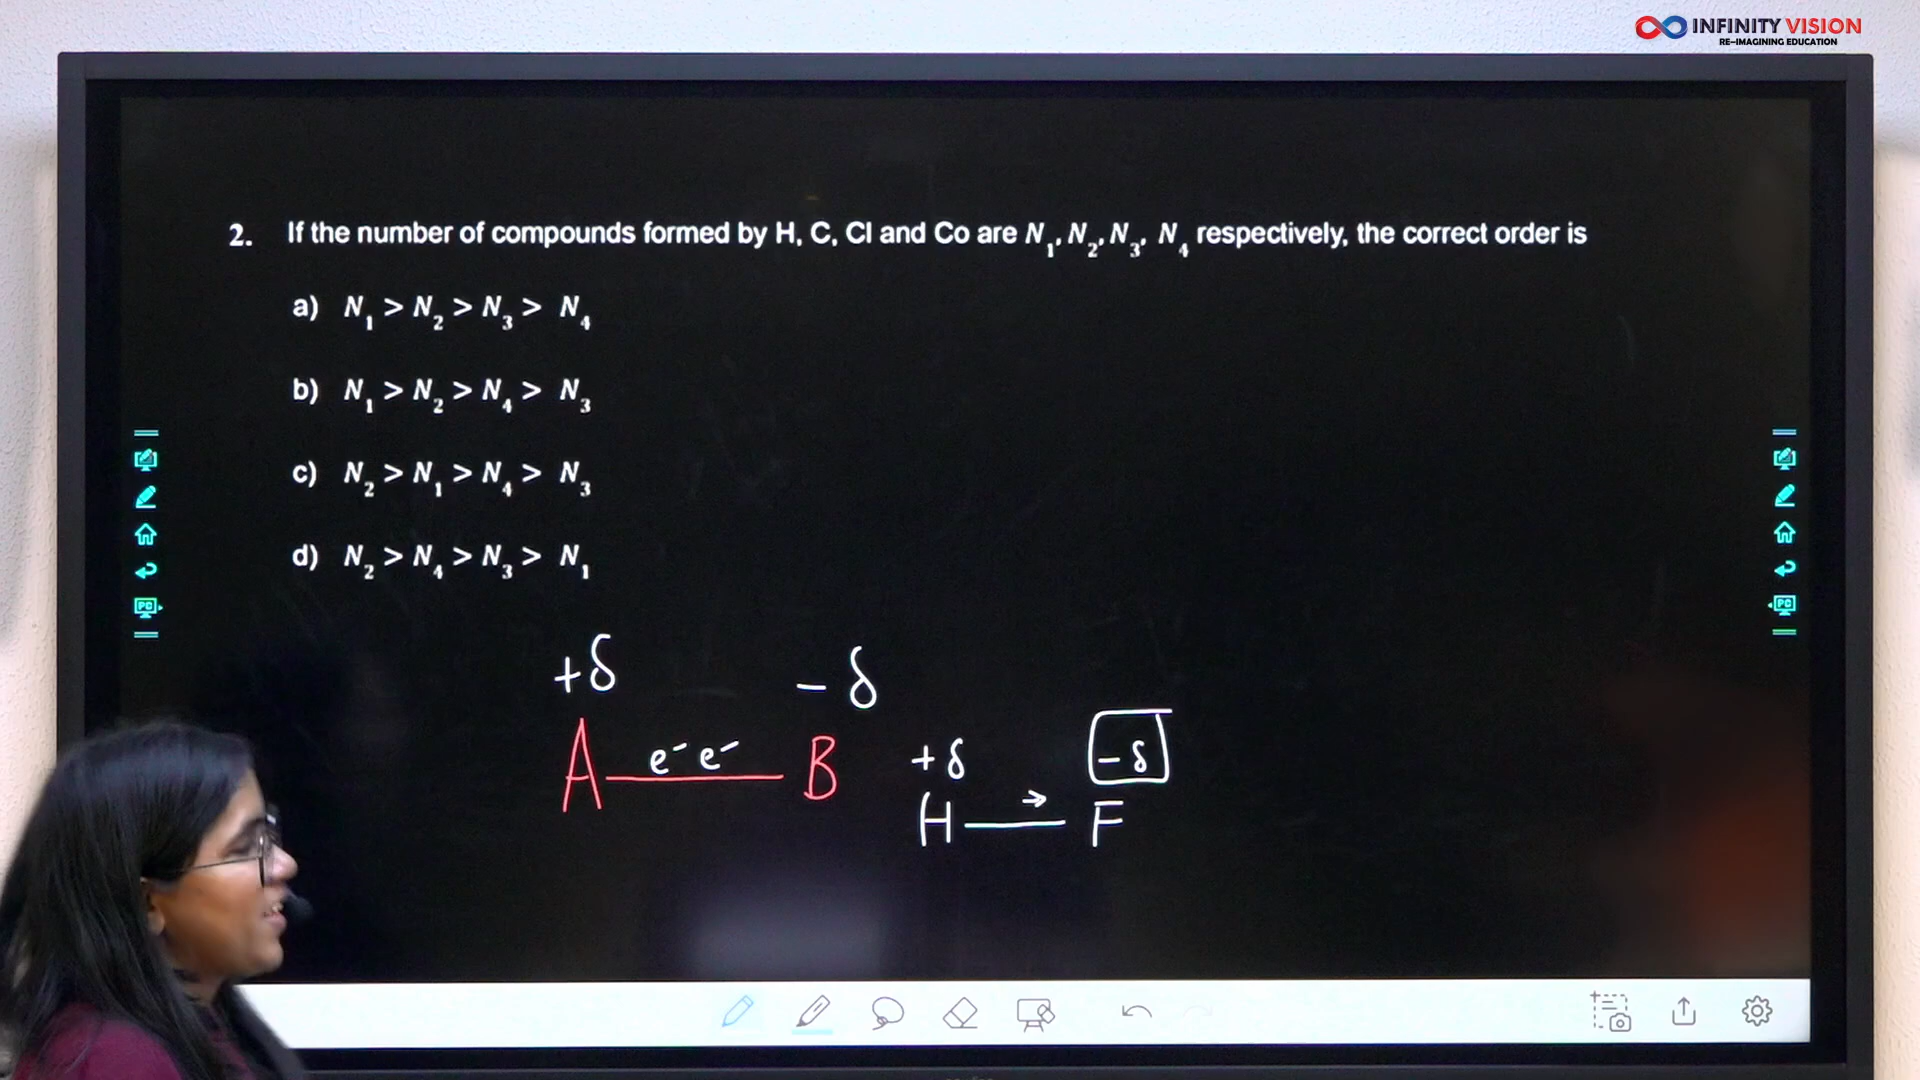 INFINITY VISION
RE-IMAGINING EDUCATION
2. If the number of compounds formed by H, C, Cl and Co are N₁, N₂, N₃, N₄ respectively, the correct order is
a) N₁ > N₂ > N₃ > N₄
b) N₁ > N₂ > N₄ > N₃
c) N₂ > N₁ > N₄ > N₃
d) N₂ > N₄ > N₃ > N₁
+δ - δ
A e⁻ e⁻ B
+δ -δ
H → F
PC
PC